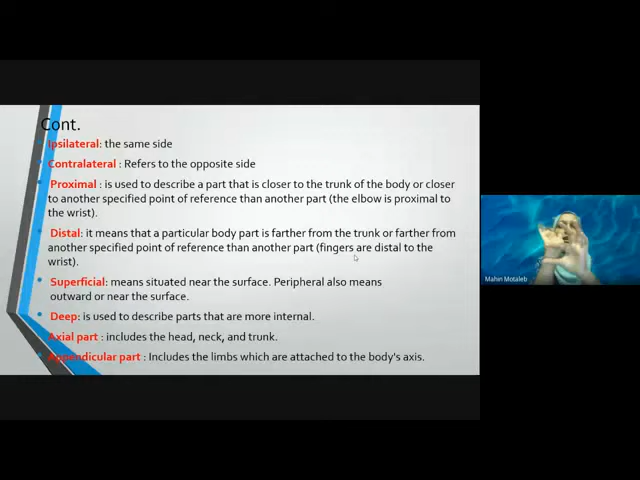 Cont.
Ipsilateral: the same side
Contralateral : Refers to the opposite side
Proximal : is used to describe a part that is closer to the trunk of the body or closer
to another specified point of reference than another part (the elbow is proximal to
the wrist).
Distal: it means that a particular body part is farther from the trunk or farther from
another specified point of reference than another part (fingers are distal to the
wrist).
Superficial: means situated near the surface. Peripheral also means
outward or near the surface.
Deep: is used to describe parts that are more internal.
Axial part : includes the head, neck, and trunk.
Appendicular part : Includes the limbs which are attached to the body's axis.
Mahin Motaleb